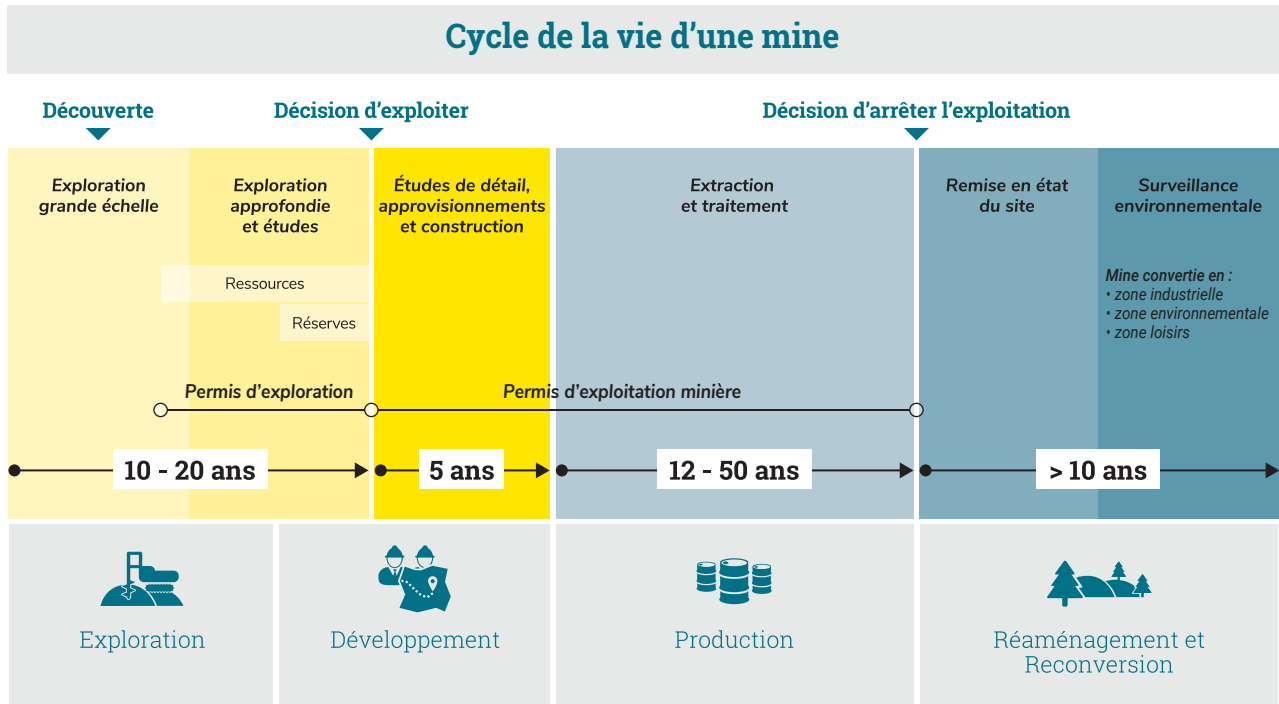 Cycle de la vie d’une mine
Découverte
Décision d’exploiter
Décision d’arrêter l’exploitation
Exploration
grande échelle
Exploration
approfondie
et études
Études de détail,
approvisionnements
et construction
Extraction
et traitement
Remise en état
du site
Surveillance
environnementale
Ressources
Réserves
Mine convertie en :
• zone industrielle
• zone environnementale
• zone loisirs
Permis d’exploration
Permis d’exploitation minière
10 - 20 ans
5 ans
12 - 50 ans
> 10 ans
Exploration
Développement
Production
Réaménagement et
Reconversion